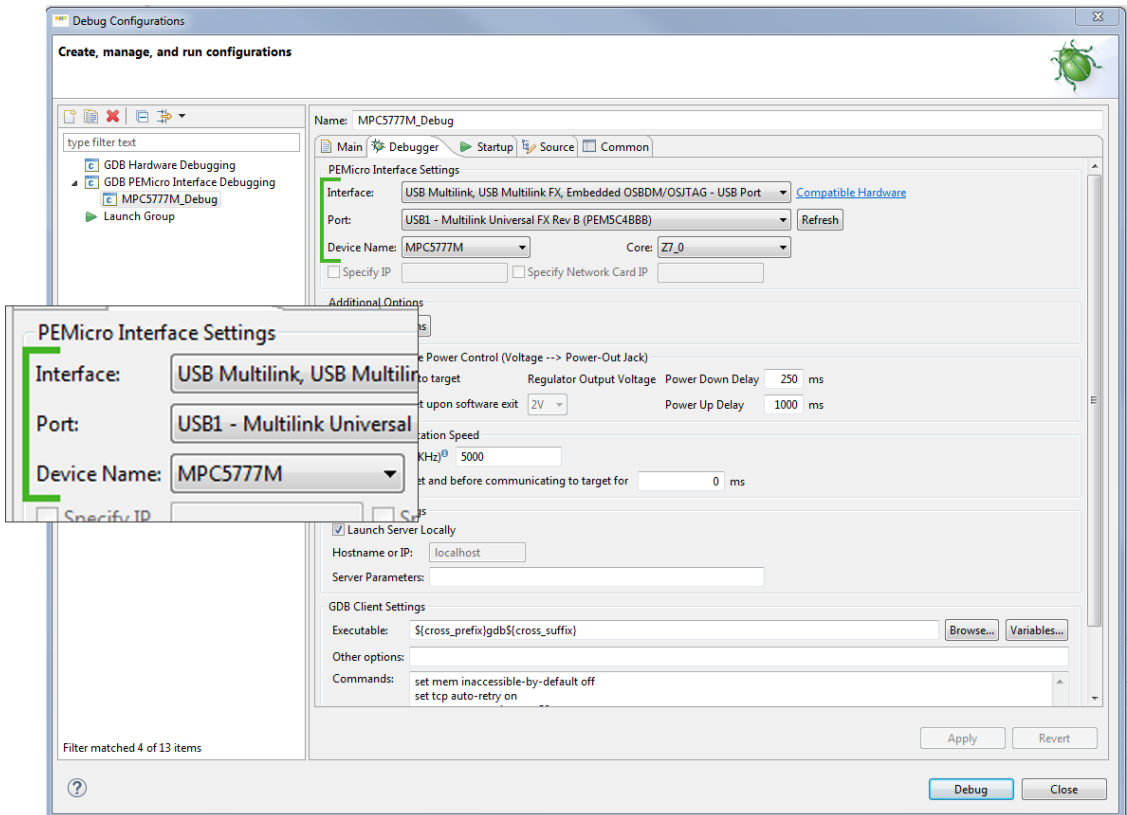 Debug Configurations
Create, manage, and run configurations
type filter text
GDB Hardware Debugging
GDB PEMicro Interface Debugging
MPC5777M_Debug
Launch Group
Filter matched 4 of 13 items
Name: MPC5777M_Debug
Main Debugger Startup Source Common
PEMicro Interface Settings
Interface: USB Multilink, USB Multilink FX, Embedded OSBDM/OSJTAG - USB Port Compatible Hardware
Port: USB1 - Multilink Universal FX Rev B (PEM5C4BBB) Refresh
Device Name: MPC5777M Core: Z7_0
Specify IP Specify Network Card IP
Additional Options
PEMicro Interface Settings
Interface: USB Multilink, USB Multilin
Port: USB1 - Multilink Universal
Device Name: MPC5777M
Specify IP
e Power Control (Voltage --> Power-Out Jack)
to target Regulator Output Voltage Power Down Delay 250 ms
t upon software exit 2V Power Up Delay 1000 ms
cation Speed
KHz) 5000
et and before communicating to target for 0 ms
gs
Launch Server Locally
Hostname or IP: localhost
Server Parameters:
GDB Client Settings
Executable: ${cross_prefix}gdb${cross_suffix} Browse... Variables...
Other options:
Commands: set mem inaccessible-by-default off
set tcp auto-retry on
Apply Revert
Debug Close